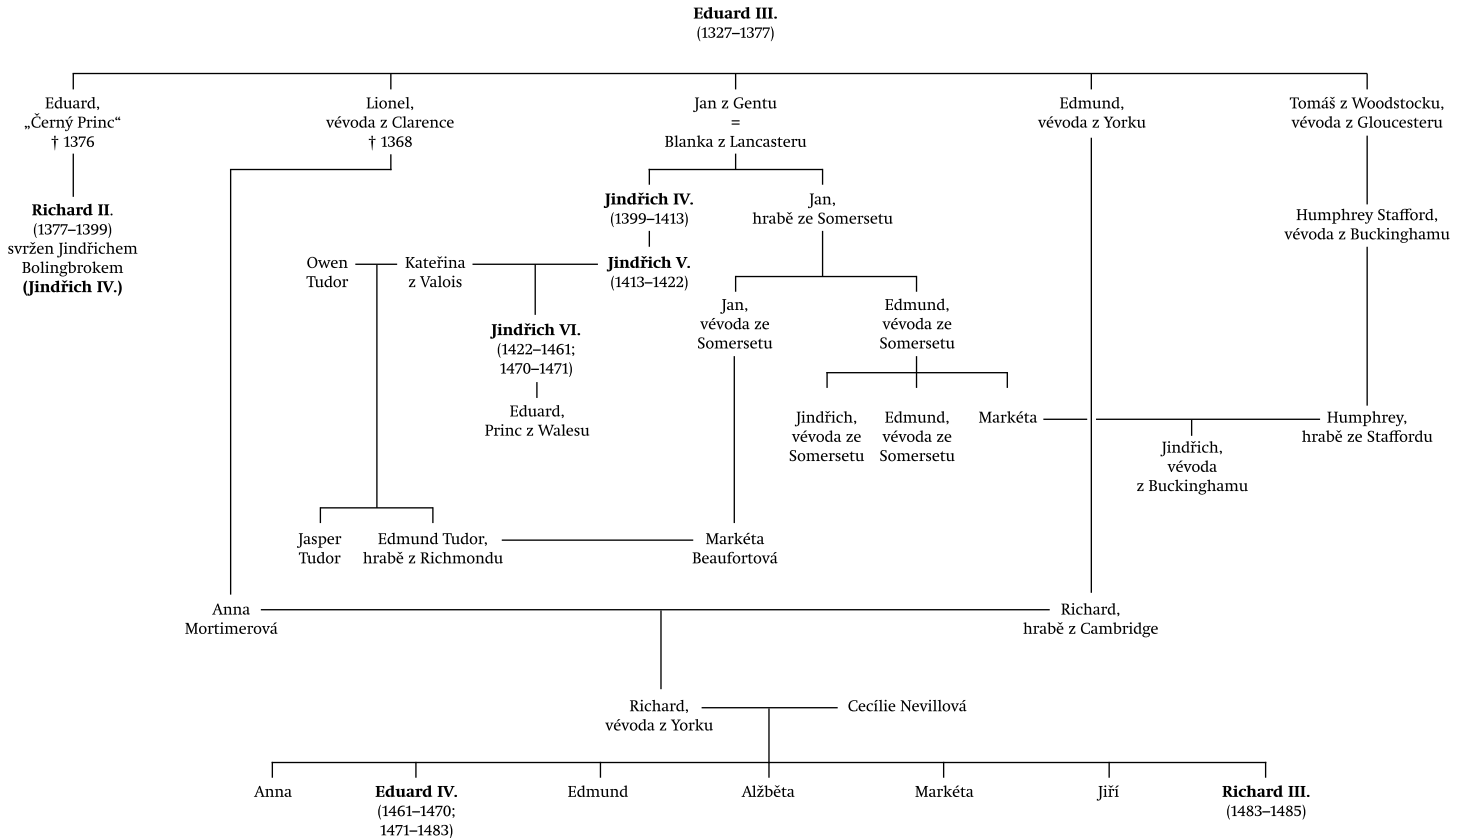 Eduard III.
(1327–1377)
Eduard,
„Černý Princ“
† 1376
Lionel,
vévoda z Clarence
† 1368
Jan z Gentu
=
Blanka z Lancasteru
Edmund,
vévoda z Yorku
Tomáš z Woodstocku,
vévoda z Gloucesteru
Richard II.
(1377–1399)
svržen Jindřichem
Bolingbrokem
(Jindřich IV.)
Jindřich IV.
(1399–1413)
Jan,
hrabě ze Somersetu
Humphrey Stafford,
vévoda z Buckinghamu
Owen
Tudor
Kateřina
z Valois
Jindřich V.
(1413–1422)
Jan,
vévoda ze
Somersetu
Edmund,
vévoda ze
Somersetu
Jindřich VI.
(1422–1461;
1470–1471)
Eduard,
Princ z Walesu
Jindřich,
vévoda ze
Somersetu
Edmund,
vévoda ze
Somersetu
Markéta
Humphrey,
hrabě ze Staffordu
Jindřich,
vévoda
z Buckinghamu
Jasper
Tudor
Edmund Tudor,
hrabě z Richmondu
Markéta
Beaufortová
Anna
Mortimerová
Richard,
hrabě z Cambridge
Richard,
vévoda z Yorku
Cecílie Nevillová
Anna
Eduard IV.
(1461–1470;
1471–1483)
Edmund
Alžběta
Markéta
Jiří
Richard III.
(1483–1485)